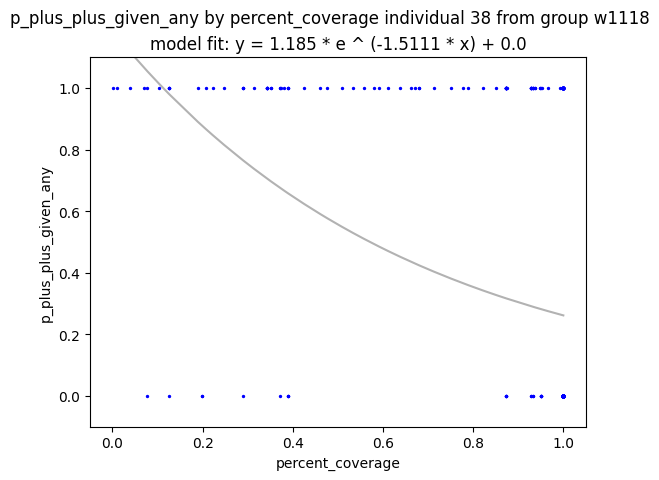 p_plus_plus_given_any by percent_coverage individual 38 from group w1118
model fit: y = 1.185 * e ^ (-1.5111 * x) + 0.0
p_plus_plus_given_any
1.0
0.8
0.6
0.4
0.2
0.0
0.0 0.2 0.4 0.6 0.8 1.0
percent_coverage